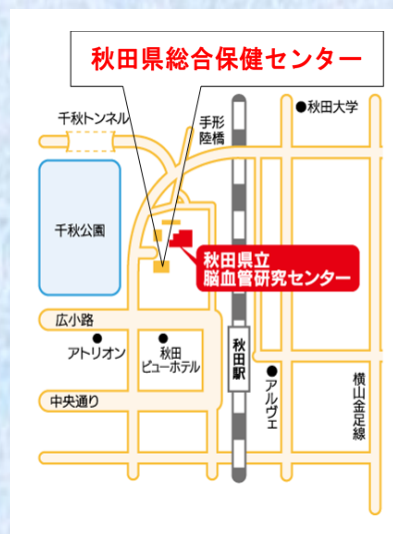 秋田県総合保健センター
千秋トンネル
手形
陸橋
秋田大学
千秋公園
秋田県立
脳血管研究センター
広小路
アトリオン
秋田
ビューホテル
秋田駅
アルヴェ
横山金足線
中央通り